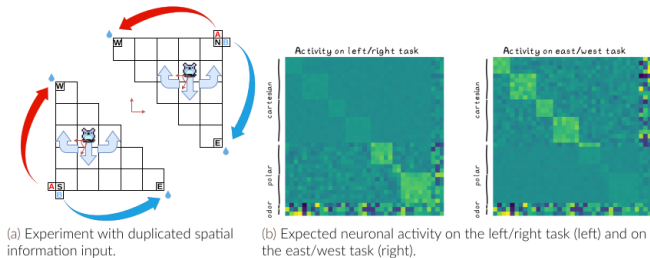 A
W
N B
W
E
A S
B
E
(a) Experiment with duplicated spatial
information input.
Activity on left/right task
Activity on east/west task
cartesian
polar
odor
cartesian
polar
odor
(b) Expected neuronal activity on the left/right task (left) and on
the east/west task (right).